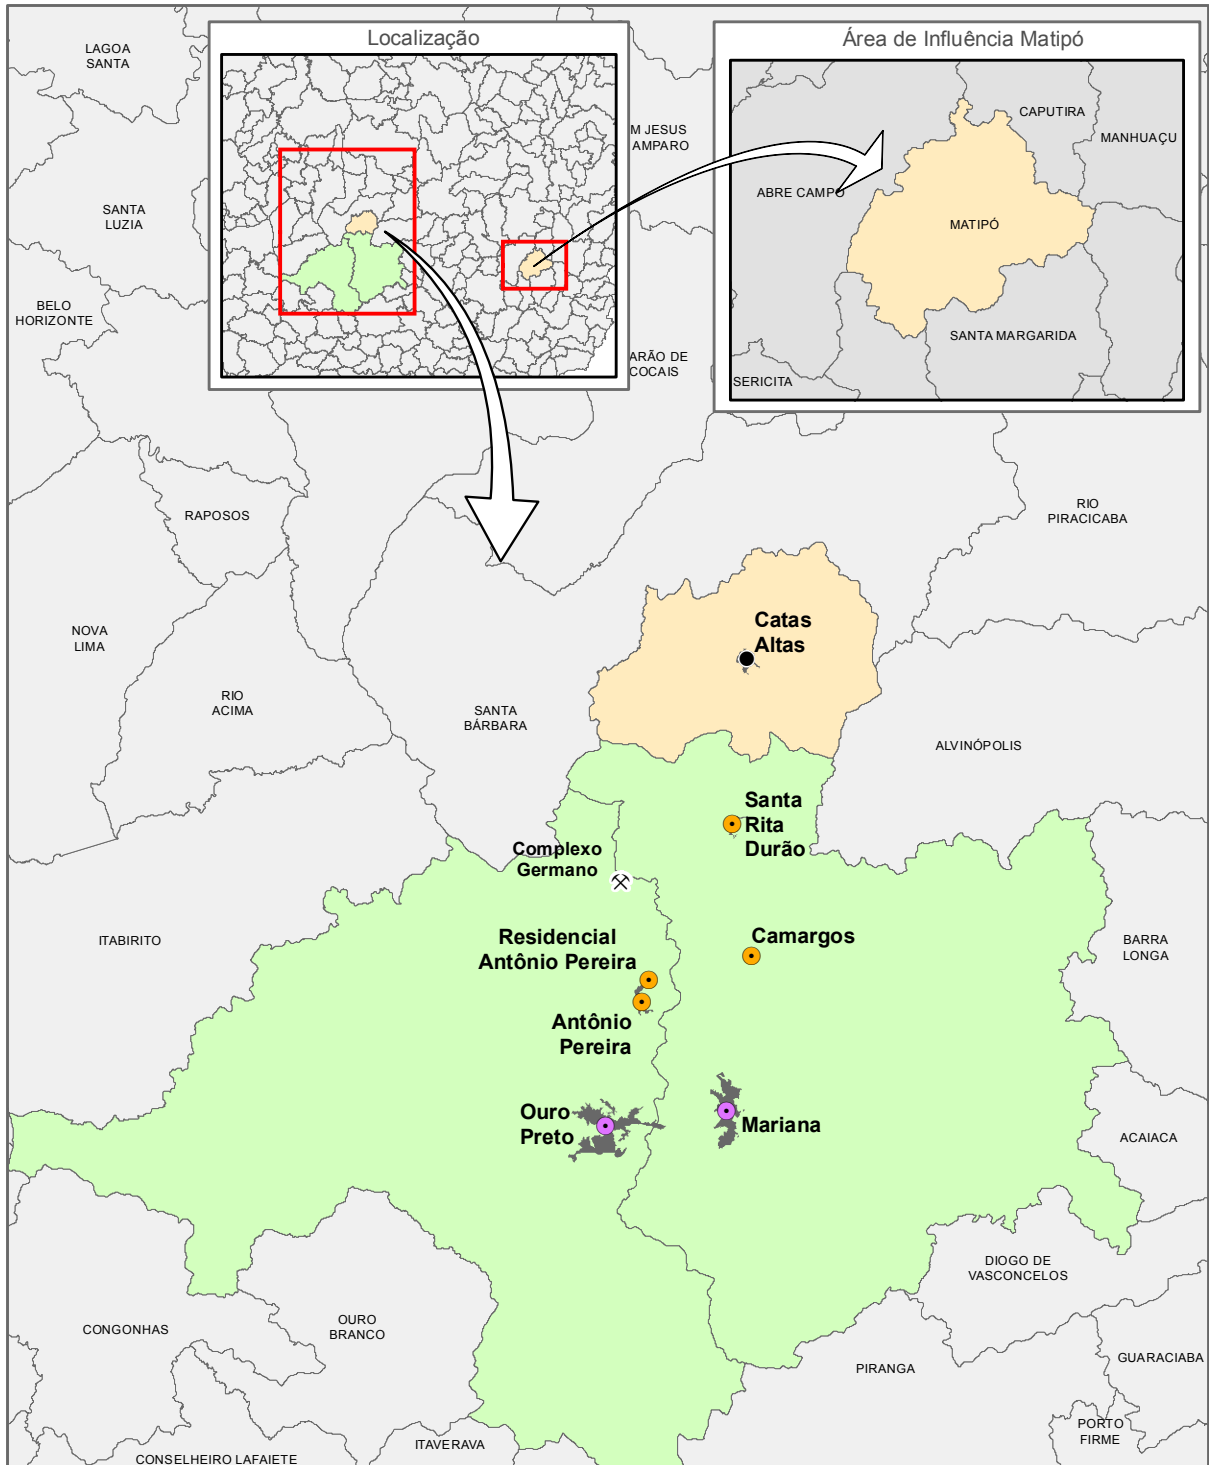 LAGOA
SANTA
Localização
Área de Influência Matipó
M JESUS
AMPARO
CAPUTIRA
MANHUAÇU
ABRE CAMPO
MATIPÓ
SANTA MARGARIDA
SERICITA
SANTA
LUZIA
BELO
HORIZONTE
ARÃO DE
COCAIS
RAPOSOS
RIO
PIRACICABA
NOVA
LIMA
Catas
Altas
RIO
ACIMA
SANTA
BÁRBARA
ALVINÓPOLIS
Santa
Rita
Durão
Complexo
Germano
ITABIRITO
Residencial
Antônio Pereira
Camargos
BARRA
LONGA
Antônio
Pereira
Ouro
Preto
Mariana
ACAIACA
DIOGO DE
VASCONCELOS
CONGONHAS
OURO
BRANCO
PIRANGA
GUARACIABA
PORTO
FIRME
ITAVERAVA
CONSELHEIRO LAFAIETE